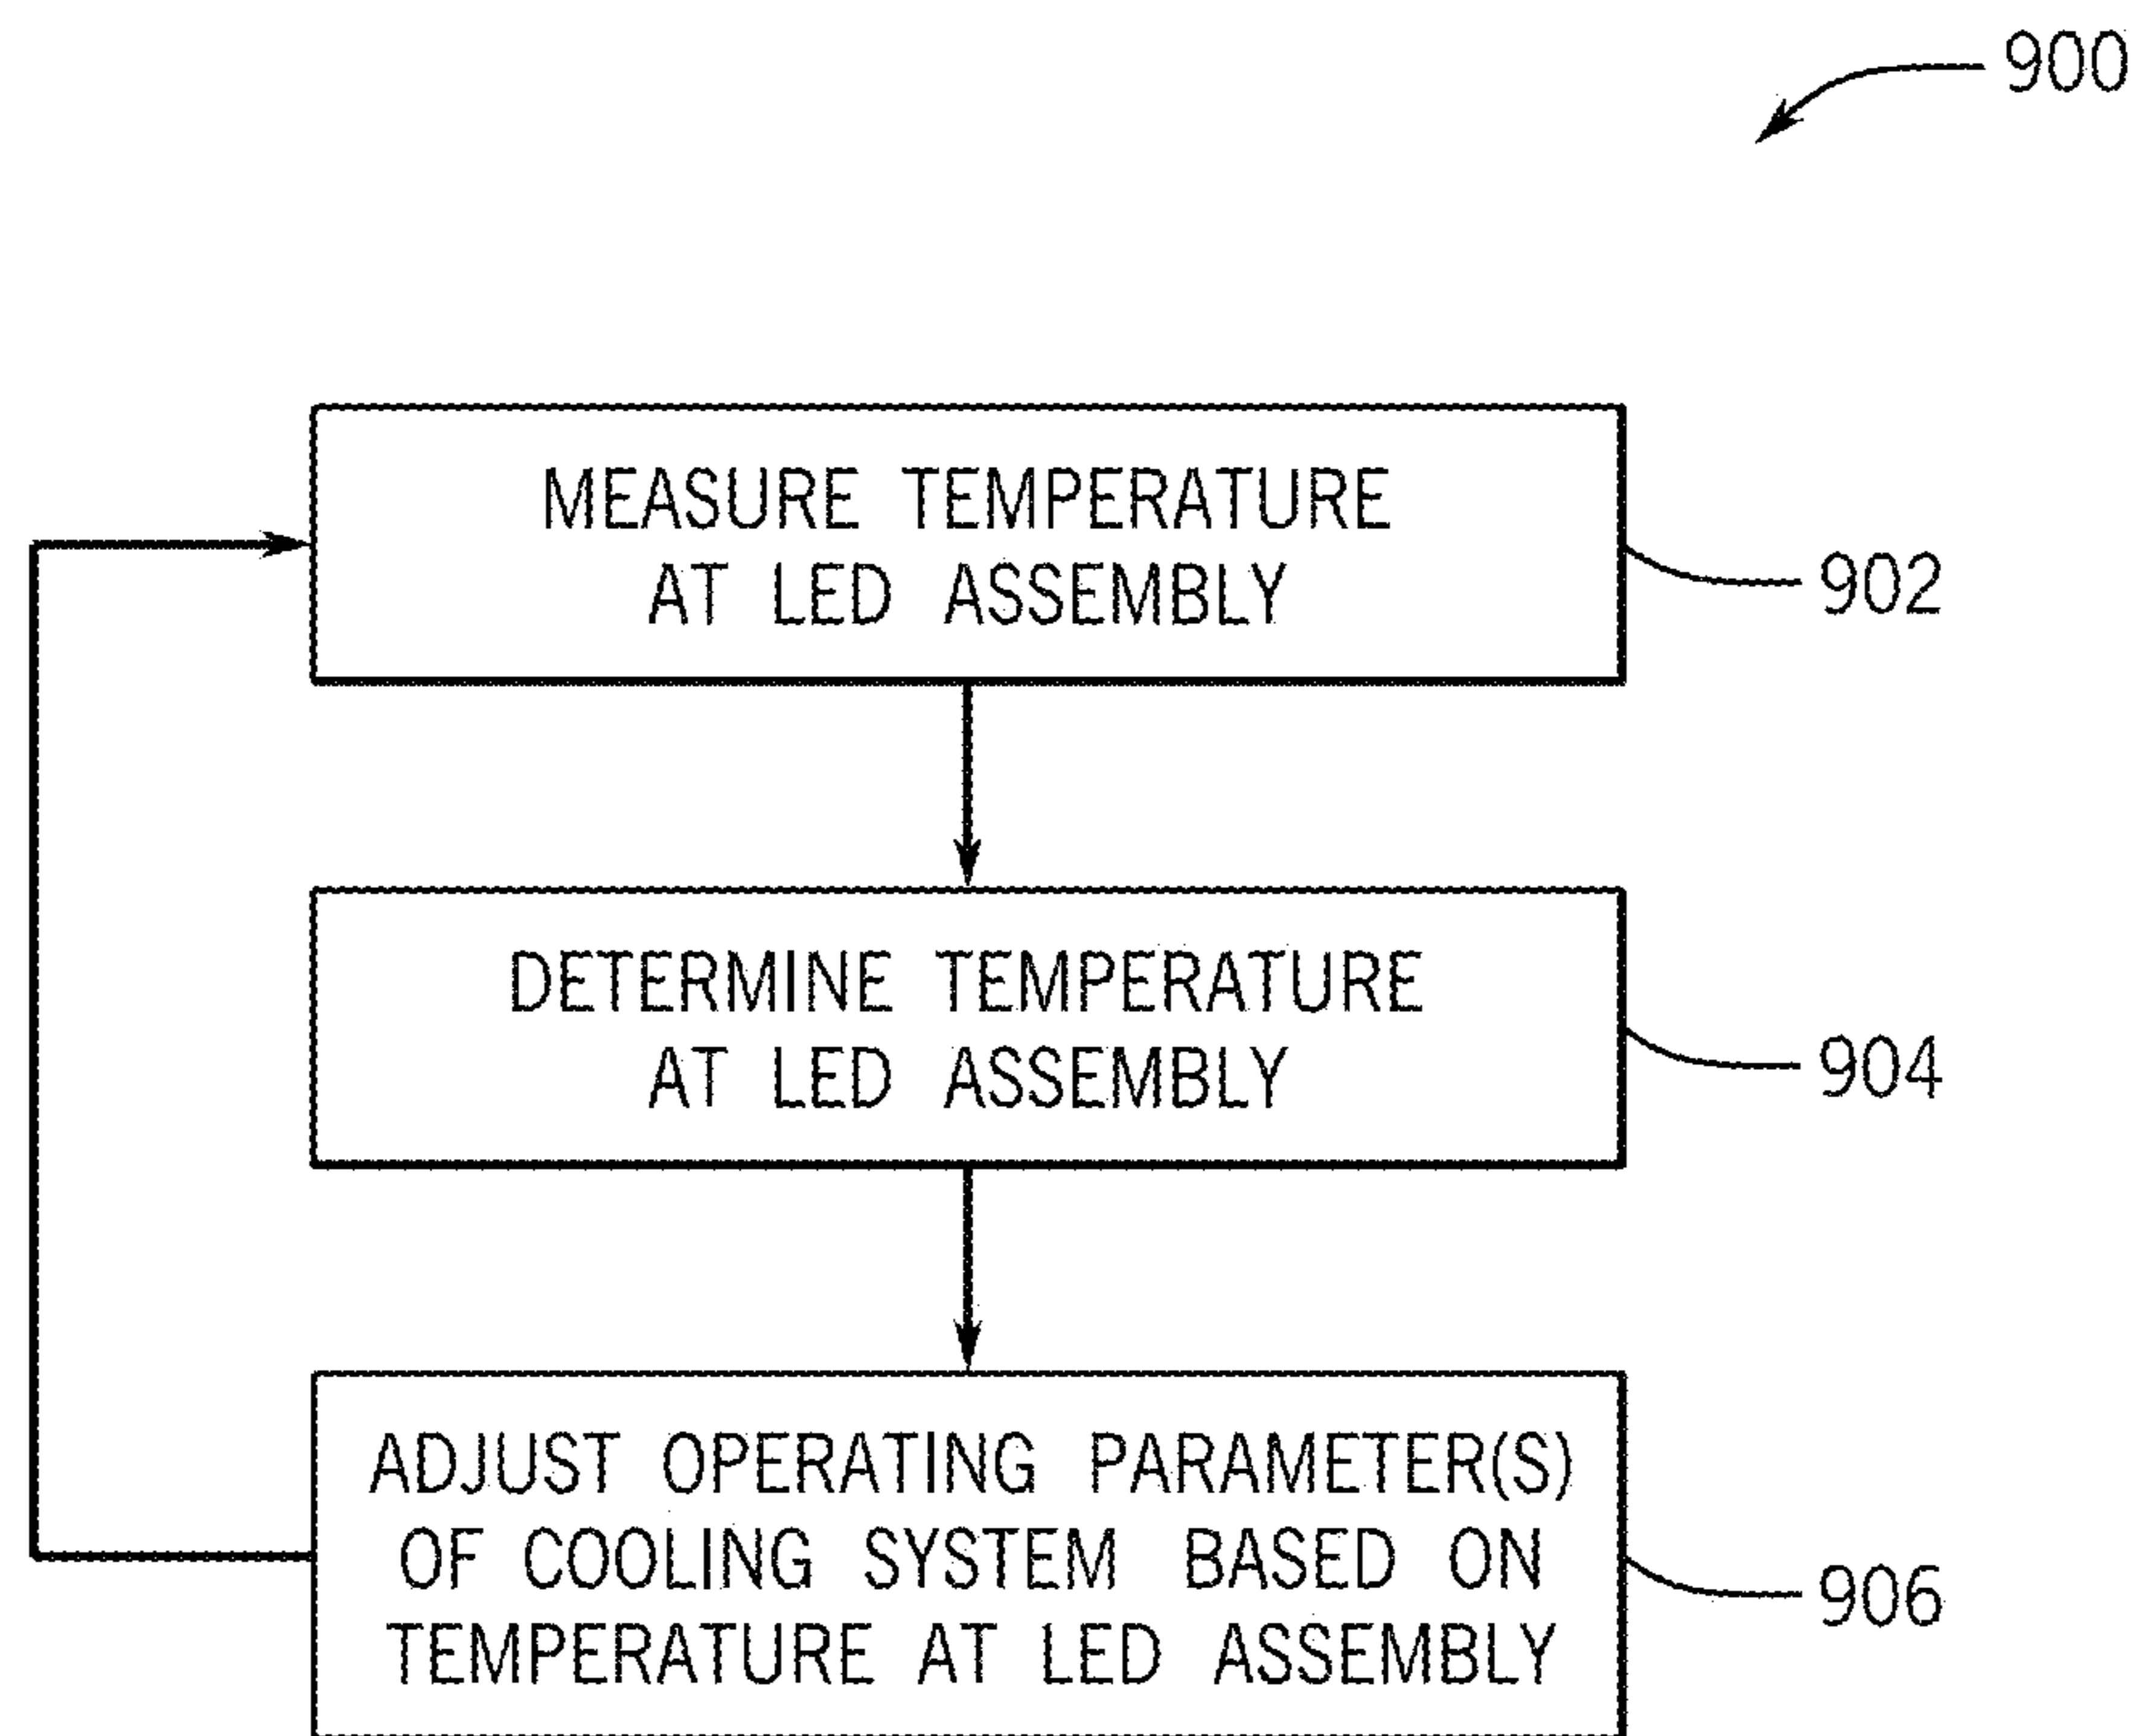 900
MEASURE TEMPERATURE
AT LED ASSEMBLY
902
DETERMINE TEMPERATURE
AT LED ASSEMBLY
904
ADJUST OPERATING PARAMETER(S)
OF COOLING SYSTEM BASED ON
TEMPERATURE AT LED ASSEMBLY
906